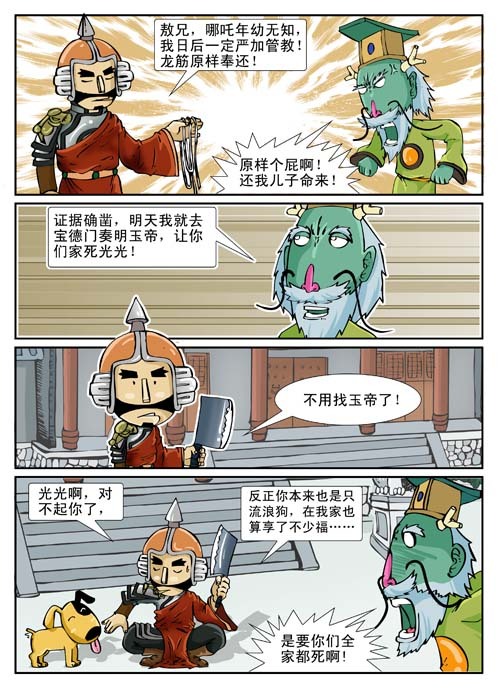 敖兄，哪吒年幼无知，
我日后一定严加管教！
龙筋原样奉还！
原样个屁啊！
还我儿子命来！
证据确凿，明天我就去
宝德门奏明玉帝，让你
们家死光光！
不用找玉帝了！
光光啊，对
不起你了，
反正你本来也是只
流浪狗，在我家也
算享了不少福……
是要你们全
家都死啊！